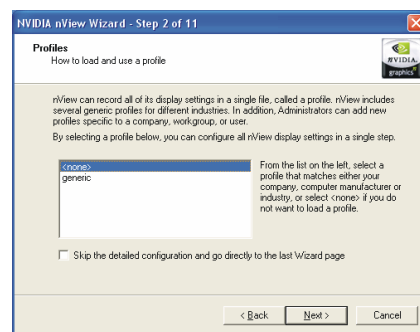 NVIDIA nView Wizard - Step 2 of 11
Profiles
How to load and use a profile
NVIDIA
graphics
nView can record all of its display settings in a single file, called a profile. nView includes
several generic profiles for different industries. In addition, Administrators can add new
profiles specific to a company, workgroup, or user.
By selecting a profile below, you can configure all nView display settings in a single step.
<none>
generic
From the list on the left, select a
profile that matches either your
company, computer manufacturer or
industry, or select <none> if you do
not want to load a profile.
Skip the detailed configuration and go directly to the last Wizard page
< Back
Next >
Cancel